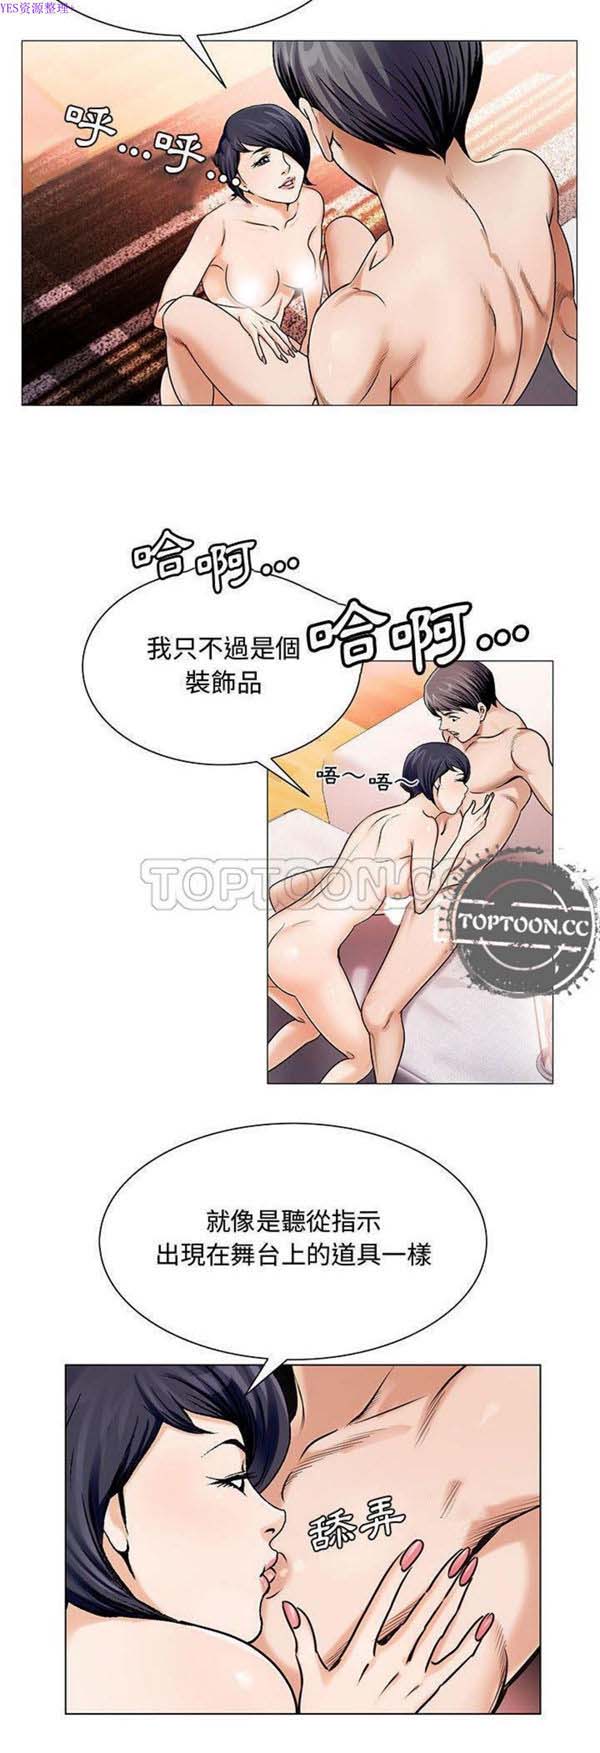 YES资源整理
呼...呼...
哈啊...
我只不過是個
裝飾品
哈啊...
唔～唔～
TOPTOON.CC
TOPTOON.CC
就像是聽從指示
出現在舞台上的道具一樣
舔弄